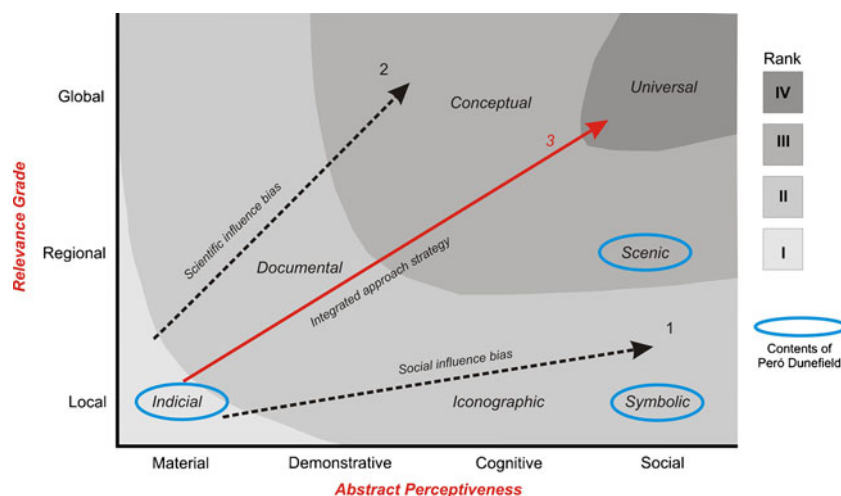 Relevance Grade
Global
Regional
Local
2
Conceptual
Universal
3
Scientific influence bias
Documental
Integrated approach strategy
Scenic
1
Social influence bias
Indicial
Iconographic
Symbolic
Material
Demonstrative
Cognitive
Social
Abstract Perceptiveness
Rank
IV
III
II
I
Contents of
Peró Dunefield